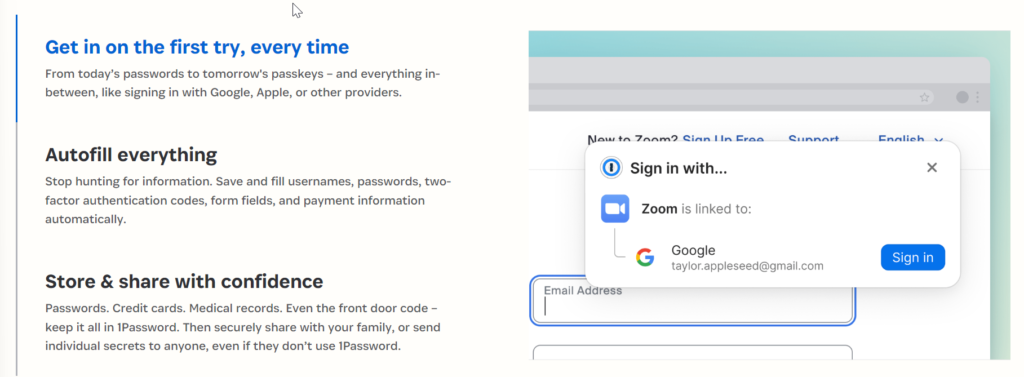 Get in on the first try, every time
From today's passwords to tomorrow's passkeys – and everything in-
between, like signing in with Google, Apple, or other providers.
Autofill everything
Stop hunting for information. Save and fill usernames, passwords, two-
factor authentication codes, form fields, and payment information
automatically.
Store & share with confidence
Passwords. Credit cards. Medical records. Even the front door code –
keep it all in 1Password. Then securely share with your family, or send
individual secrets to anyone, even if they don't use 1Password.
New to Zoom? Sign Up Free Support English
Sign in with...
Zoom is linked to:
Google
taylor.appleseed@gmail.com
Sign in
Email Address